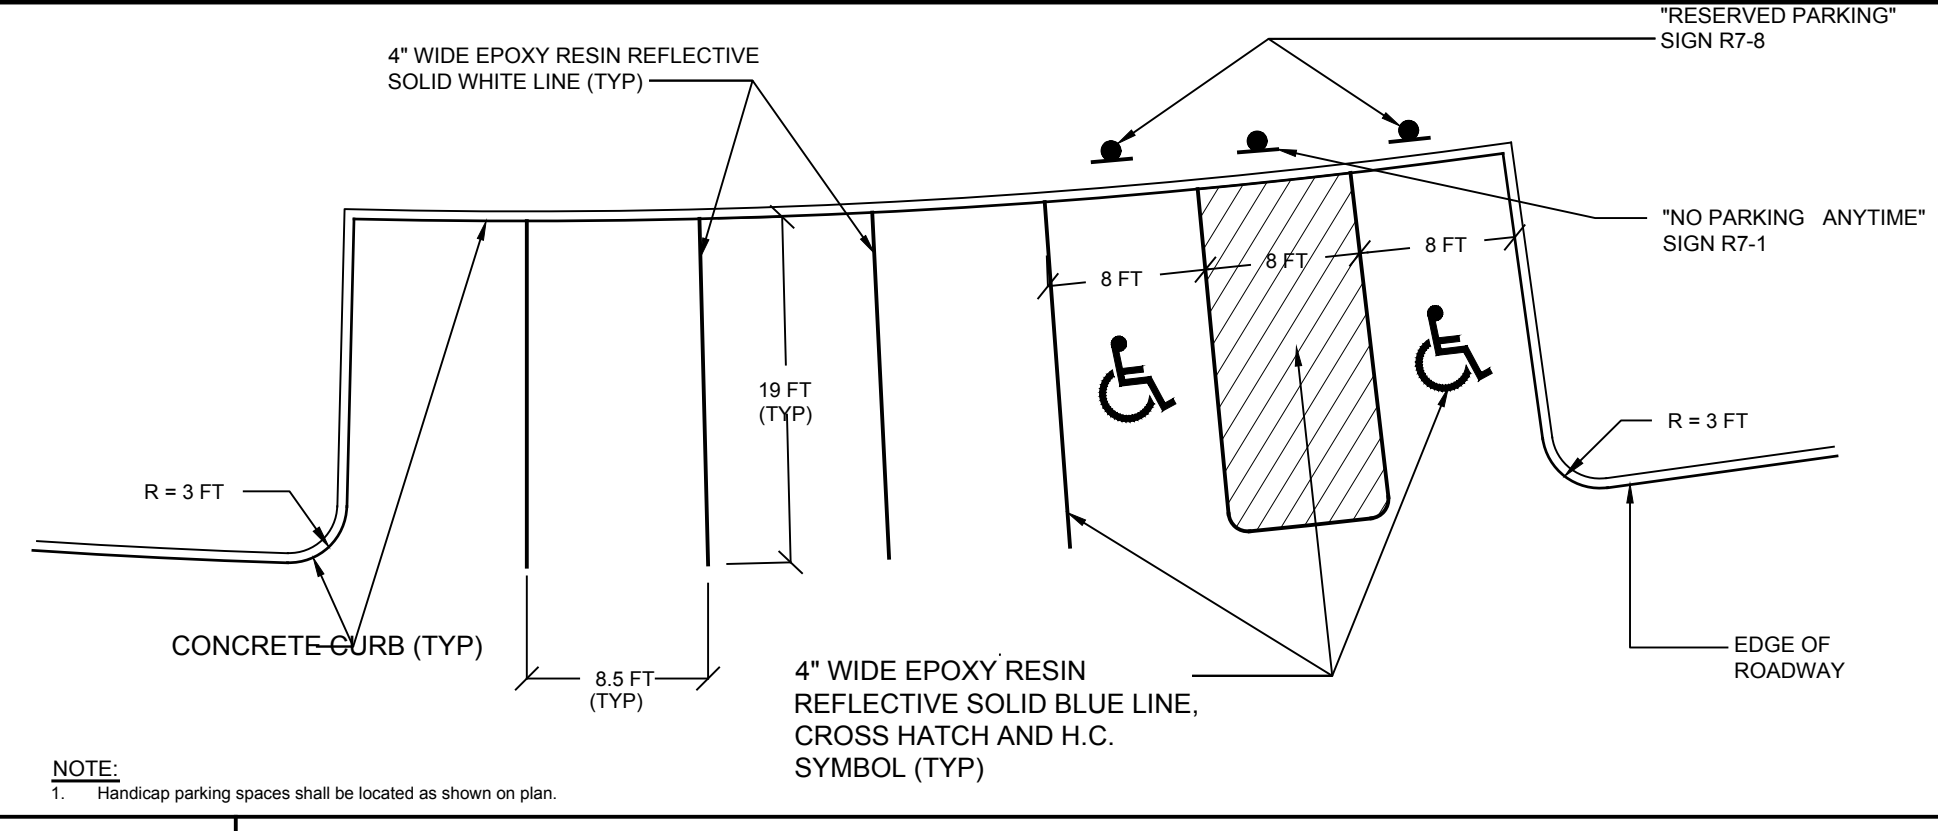 "RESERVED PARKING"
SIGN R7-8
4" WIDE EPOXY RESIN REFLECTIVE
SOLID WHITE LINE (TYP)
"NO PARKING ANYTIME"
SIGN R7-1
8 FT
8 FT
8 FT
19 FT
(TYP)
R = 3 FT
R = 3 FT
CONCRETE CURB (TYP)
8.5 FT
(TYP)
4" WIDE EPOXY RESIN
REFLECTIVE SOLID BLUE LINE,
CROSS HATCH AND H.C.
SYMBOL (TYP)
EDGE OF
ROADWAY
NOTE:
1. Handicap parking spaces shall be located as shown on plan.